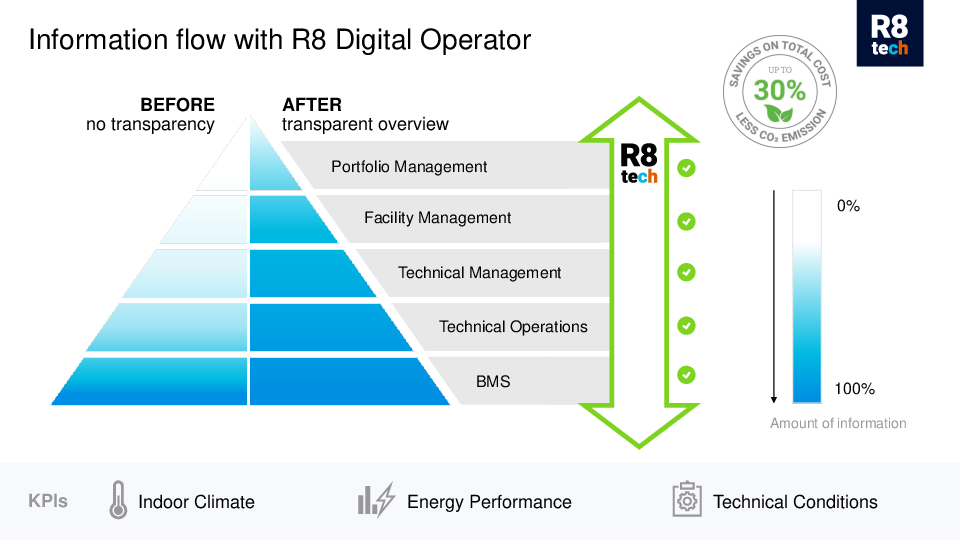 Information flow with R8 Digital Operator
R8
tech
SAVINGS ON TOTAL COST
UP TO
30%
LESS CO₂ EMISSION
BEFORE
no transparency
AFTER
transparent overview
Portfolio Management
Facility Management
Technical Management
Technical Operations
BMS
R8
tech
0%
100%
Amount of information
KPIs
Indoor Climate
Energy Performance
Technical Conditions